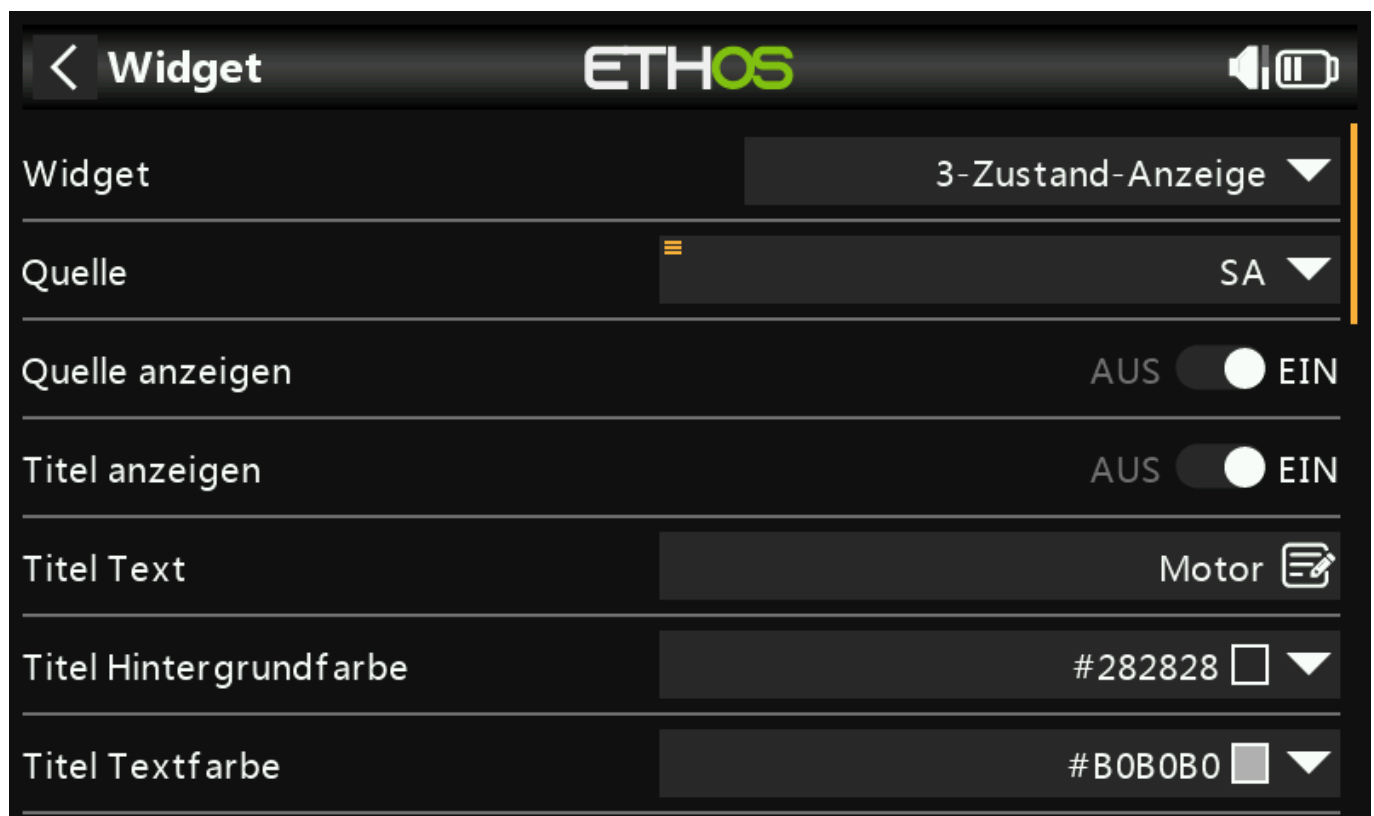 Widget ETHOS
Widget 3-Zustand-Anzeige
Quelle SA
Quelle anzeigen AUS EIN
Titel anzeigen AUS EIN
Titel Text Motor
Titel Hintergrundfarbe #282828
Titel Textfarbe #B0B0B0